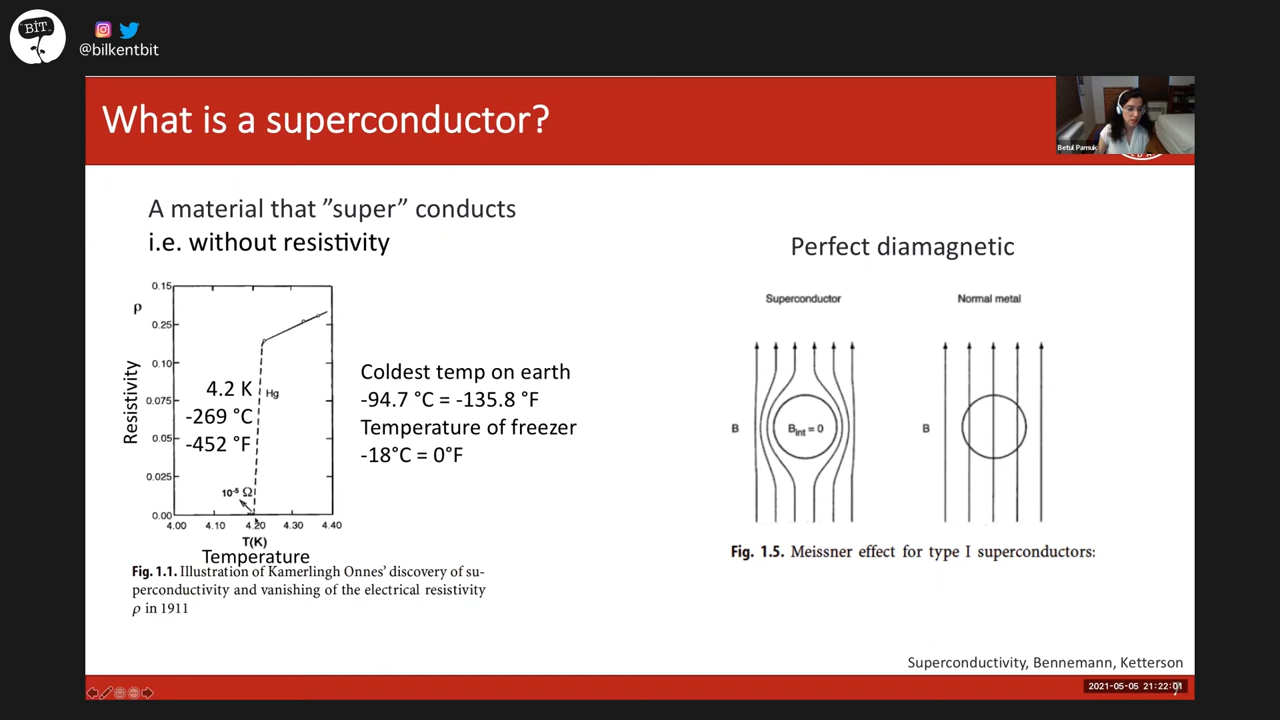 BİT
@bilkentbit
What is a superconductor?
Betul Pamuk
A material that ”super” conducts
i.e. without resistivity
Perfect diamagnetic
ρ
Resistivity
0.15
0.25
0.10
0.075
0.05
0.025
0.00
4.00 4.10 4.20 4.30 4.40
T(K)
Temperature
Hg
10⁻⁵ Ω
4.2 K
-269 °C
-452 °F
Coldest temp on earth
-94.7 °C = -135.8 °F
Temperature of freezer
-18°C = 0°F
Superconductor
Normal metal
B
Bint = 0
B
Fig. 1.1. Illustration of Kamerlingh Onnes’ discovery of su-
perconductivity and vanishing of the electrical resistivity
ρ in 1911
Fig. 1.5. Meissner effect for type I superconductors:
Superconductivity, Bennemann, Ketterson
2021-05-05 21:22:01